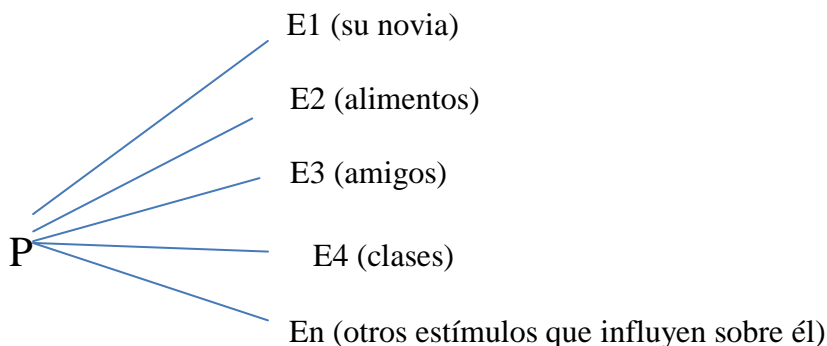 E1 (su novia)
E2 (alimentos)
E3 (amigos)
P
E4 (clases)
En (otros estímulos que influyen sobre él)